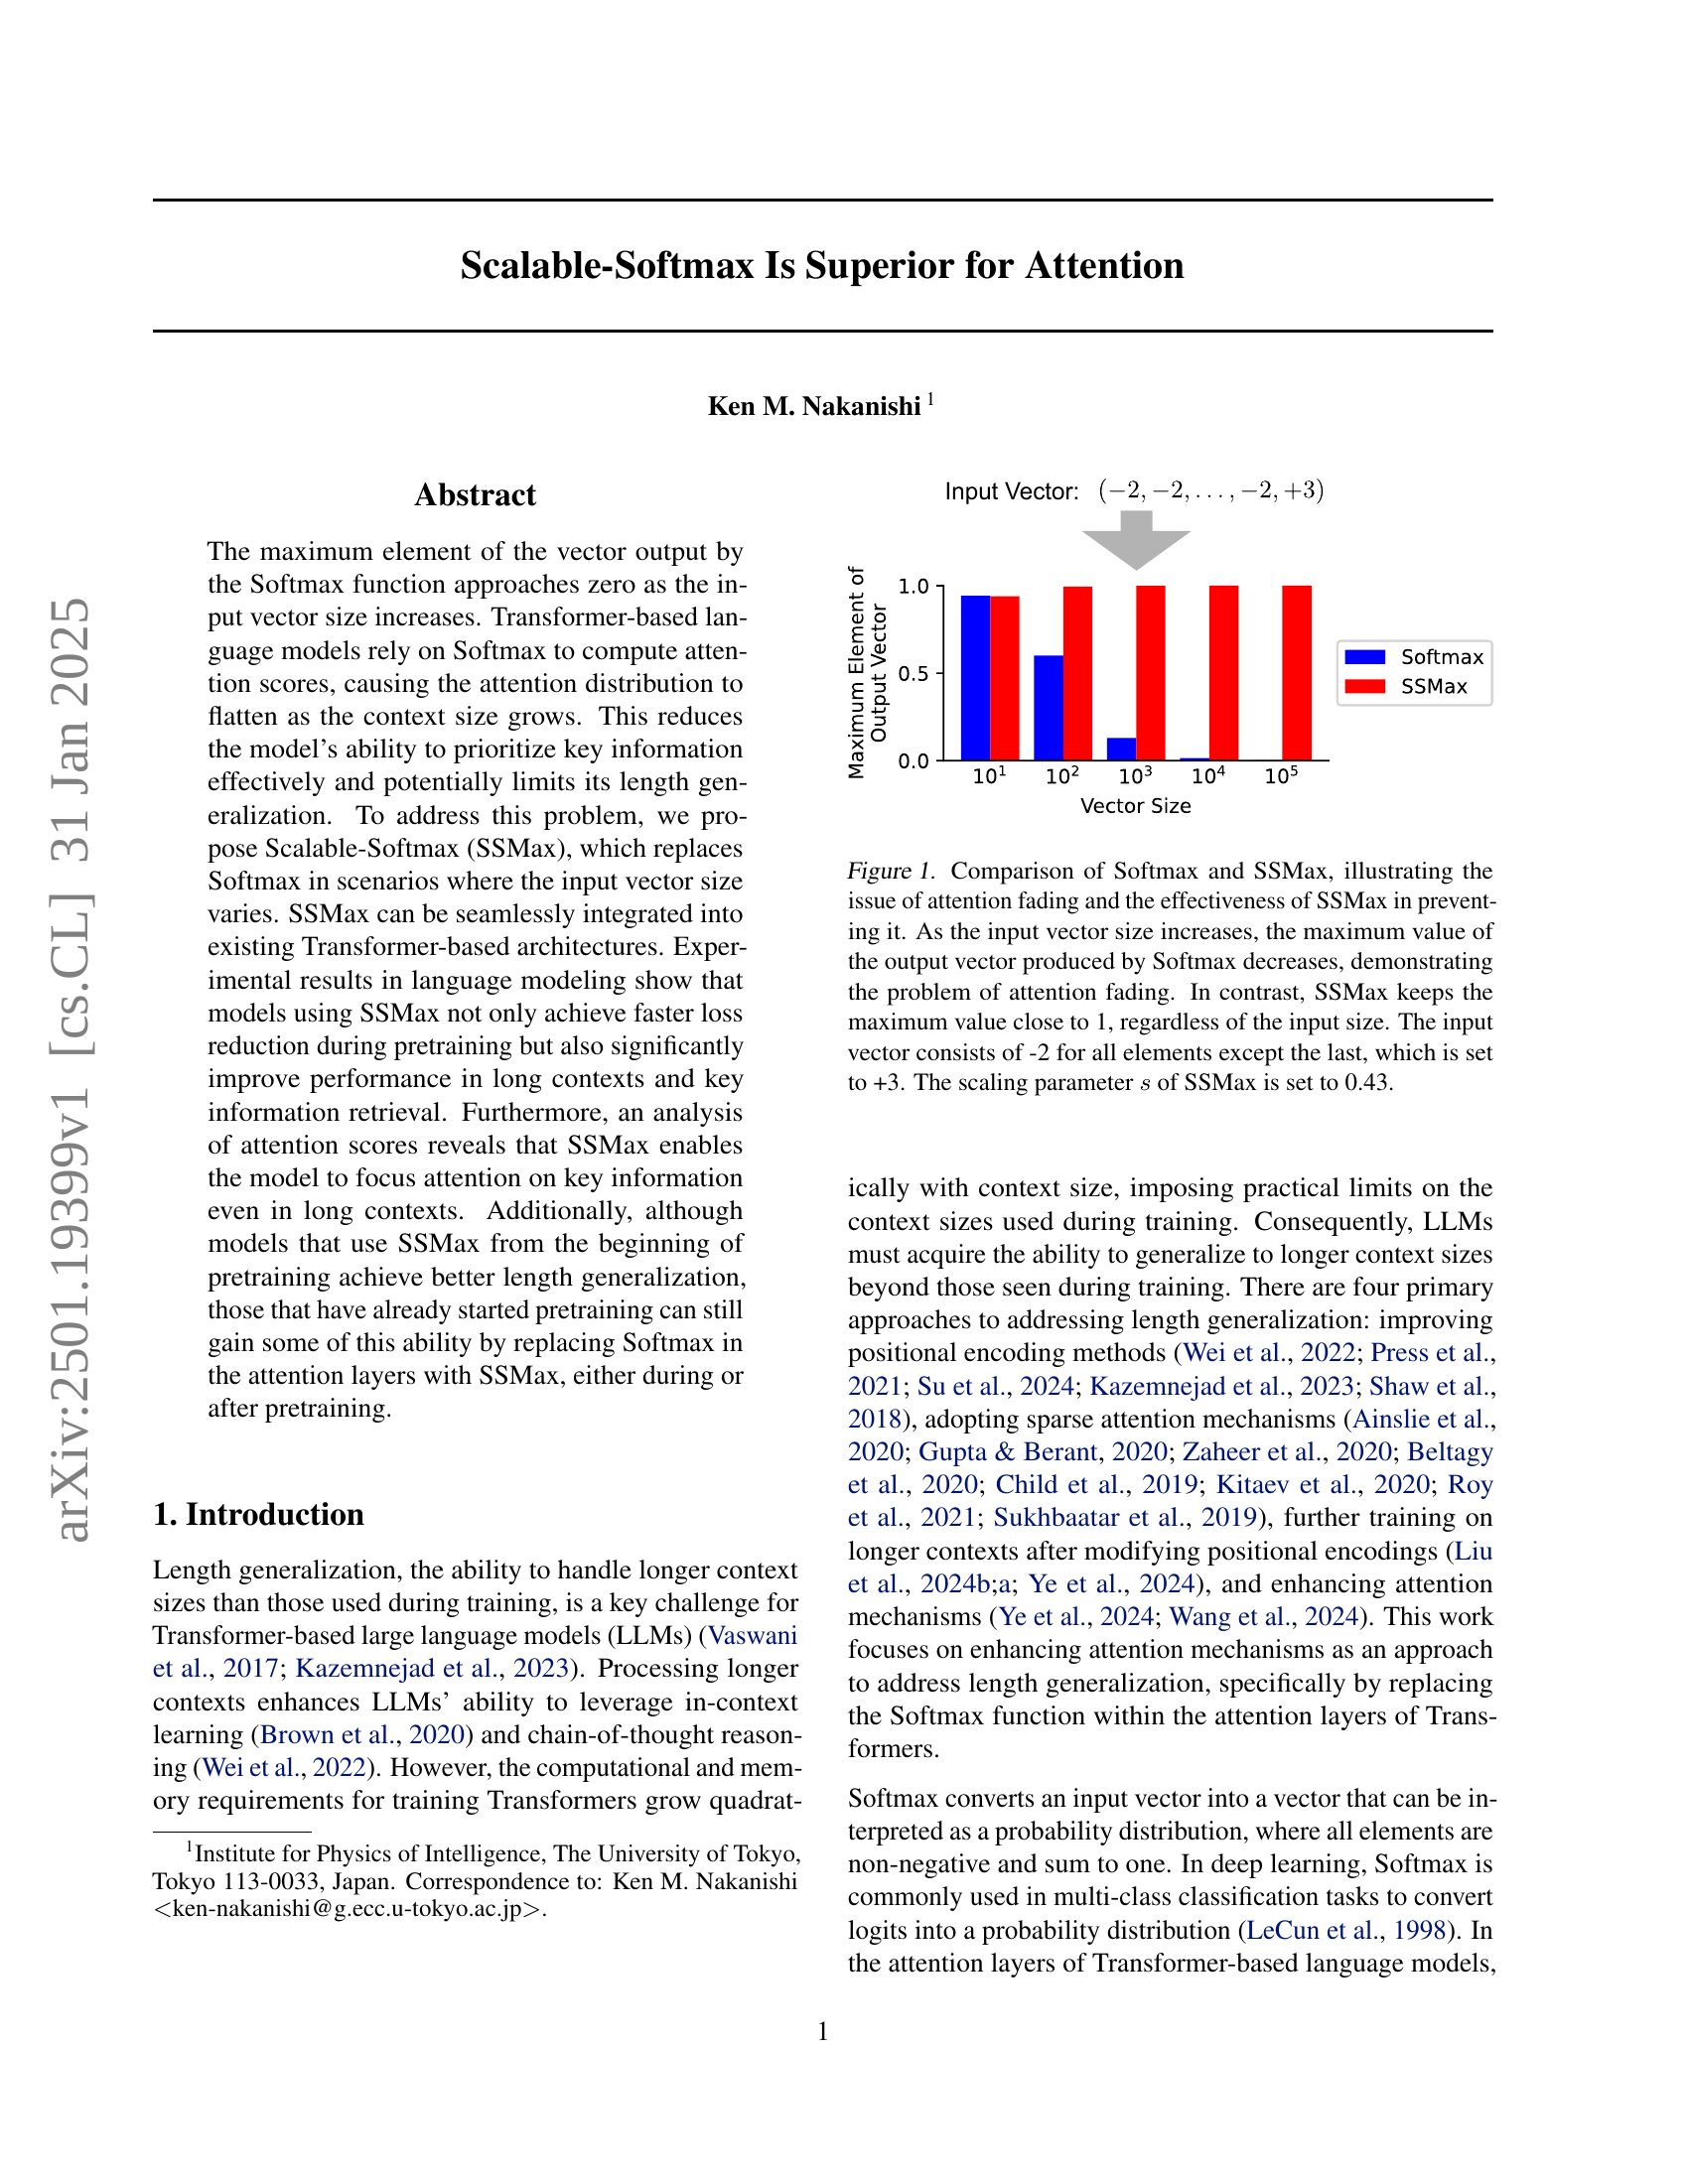 arXiv:2501.19399v1 [cs.CL] 31 Jan 2025
Scalable-Softmax Is Superior for Attention
Ken M. Nakanishi 1
Abstract
The maximum element of the vector output by
the Softmax function approaches zero as the in-
put vector size increases. Transformer-based lan-
guage models rely on Softmax to compute atten-
tion scores, causing the attention distribution to
flatten as the context size grows. This reduces
the model's ability to prioritize key information
effectively and potentially limits its length gen-
eralization. To address this problem, we pro-
pose Scalable-Softmax (SSMax), which replaces
Softmax in scenarios where the input vector size
varies. SSMax can be seamlessly integrated into
existing Transformer-based architectures. Exper-
imental results in language modeling show that
models using SSMax not only achieve faster loss
reduction during pretraining but also significantly
improve performance in long contexts and key
information retrieval. Furthermore, an analysis
of attention scores reveals that SSMax enables
the model to focus attention on key information
even in long contexts. Additionally, although
models that use SSMax from the beginning of
pretraining achieve better length generalization,
those that have already started pretraining can still
gain some of this ability by replacing Softmax in
the attention layers with SSMax, either during or
after pretraining.
1. Introduction
Length generalization, the ability to handle longer context
sizes than those used during training, is a key challenge for
Transformer-based large language models (LLMs) (Vaswani
et al., 2017; Kazemnejad et al., 2023). Processing longer
contexts enhances LLMs' ability to leverage in-context
learning (Brown et al., 2020) and chain-of-thought reason-
ing (Wei et al., 2022). However, the computational and mem-
ory requirements for training Transformers grow quadrat-
1Institute for Physics of Intelligence, The University of Tokyo,
Tokyo 113-0033, Japan. Correspondence to: Ken M. Nakanishi
<ken-nakanishi@g.ecc.u-tokyo.ac.jp>.
Input Vector: (−2, −2, . . . , −2, +3)
Maximum Element of
Output Vector
1.0
0.5
0.0
10^1 10^2 10^3 10^4 10^5
Vector Size
Softmax
SSMax
Figure 1. Comparison of Softmax and SSMax, illustrating the
issue of attention fading and the effectiveness of SSMax in prevent-
ing it. As the input vector size increases, the maximum value of
the output vector produced by Softmax decreases, demonstrating
the problem of attention fading. In contrast, SSMax keeps the
maximum value close to 1, regardless of the input size. The input
vector consists of -2 for all elements except the last, which is set
to +3. The scaling parameter s of SSMax is set to 0.43.
ically with context size, imposing practical limits on the
context sizes used during training. Consequently, LLMs
must acquire the ability to generalize to longer context sizes
beyond those seen during training. There are four primary
approaches to addressing length generalization: improving
positional encoding methods (Wei et al., 2022; Press et al.,
2021; Su et al., 2024; Kazemnejad et al., 2023; Shaw et al.,
2018), adopting sparse attention mechanisms (Ainslie et al.,
2020; Gupta & Berant, 2020; Zaheer et al., 2020; Beltagy
et al., 2020; Child et al., 2019; Kitaev et al., 2020; Roy
et al., 2021; Sukhbaatar et al., 2019), further training on
longer contexts after modifying positional encodings (Liu
et al., 2024b;a; Ye et al., 2024), and enhancing attention
mechanisms (Ye et al., 2024; Wang et al., 2024). This work
focuses on enhancing attention mechanisms as an approach
to address length generalization, specifically by replacing
the Softmax function within the attention layers of Trans-
formers.
Softmax converts an input vector into a vector that can be in-
terpreted as a probability distribution, where all elements are
non-negative and sum to one. In deep learning, Softmax is
commonly used in multi-class classification tasks to convert
logits into a probability distribution (LeCun et al., 1998). In
the attention layers of Transformer-based language models,
1